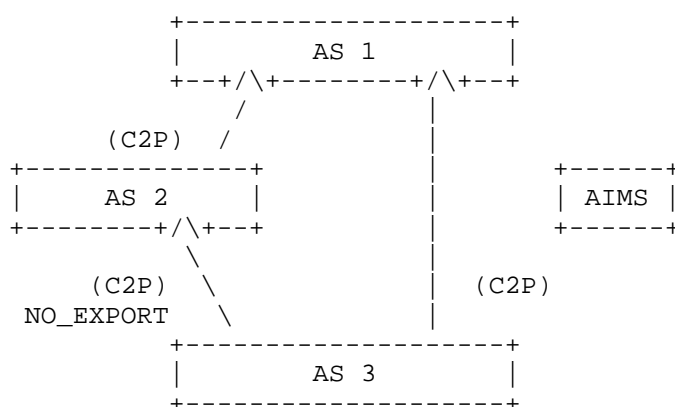 AS 1
(C2P)
AS 2
AIMS
(C2P)
(C2P)
NO_EXPORT
AS 3